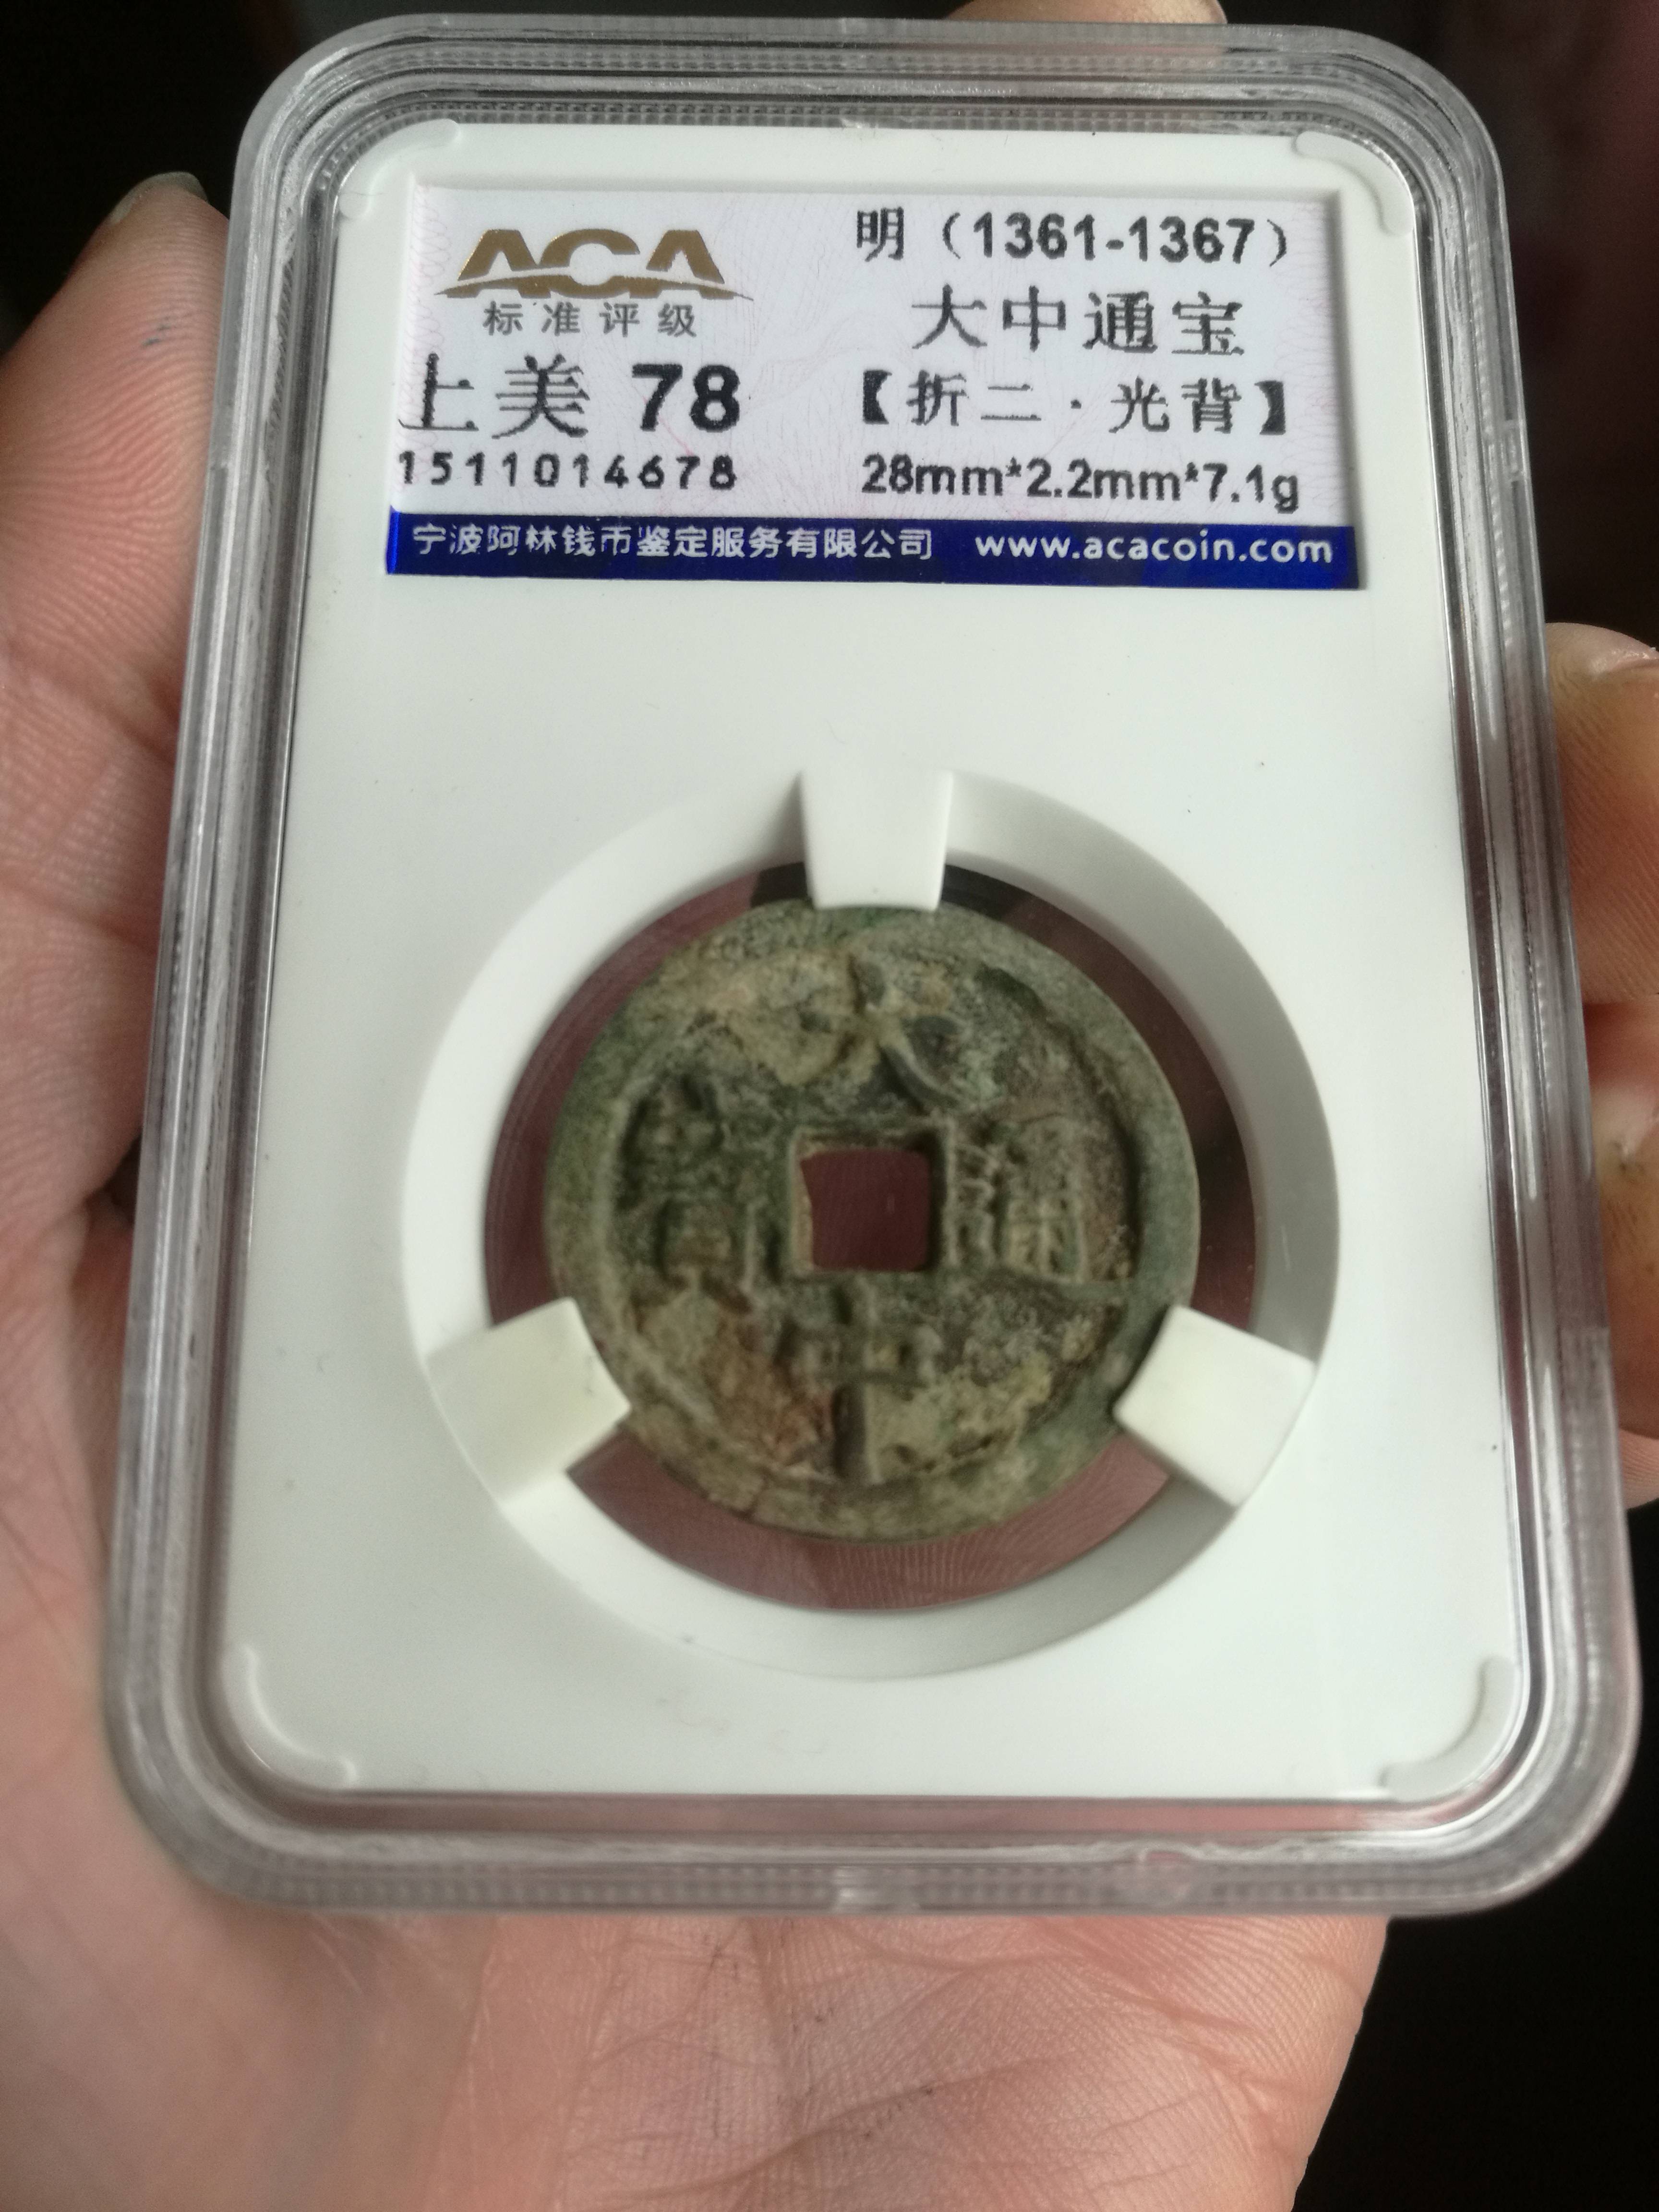 ACA
标准评级
上美 78
1511014678
明（1361-1367）
大中通宝
【折二·光背】
28mm*2.2mm*7.1g
宁波阿林钱币鉴定服务有限公司 www.acacoin.com
大
中
通
寶